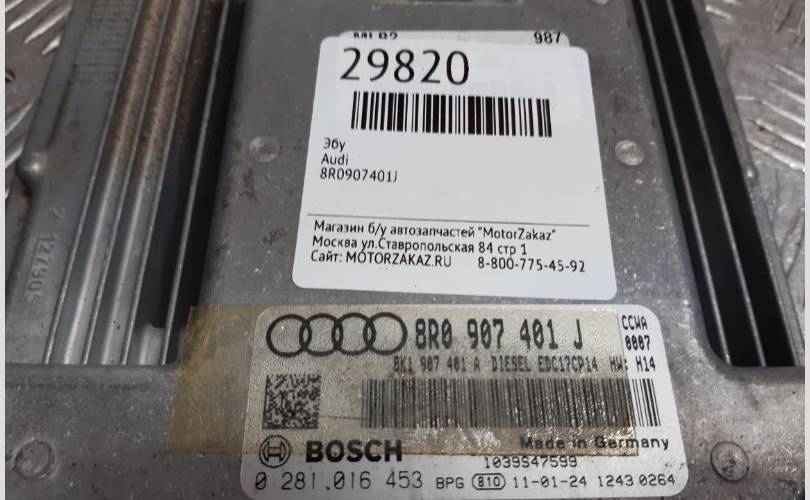 987
29820
Эбу
Audi
8R0907401J
Магазин б/у автозапчастей "MotorZakaz"
Москва ул.Ставропольская 84 стр 1
Сайт: MOTORZAKAZ.RU 8-800-775-45-92
127906
8R0 907 401 J CCWA
0007
8K1 907 401 A DIESEL EDC17CP14 HW: H14
BOSCH Made in Germany
1039S47599
0 281.016 453 BPG 810 11-01-24 1243 0264